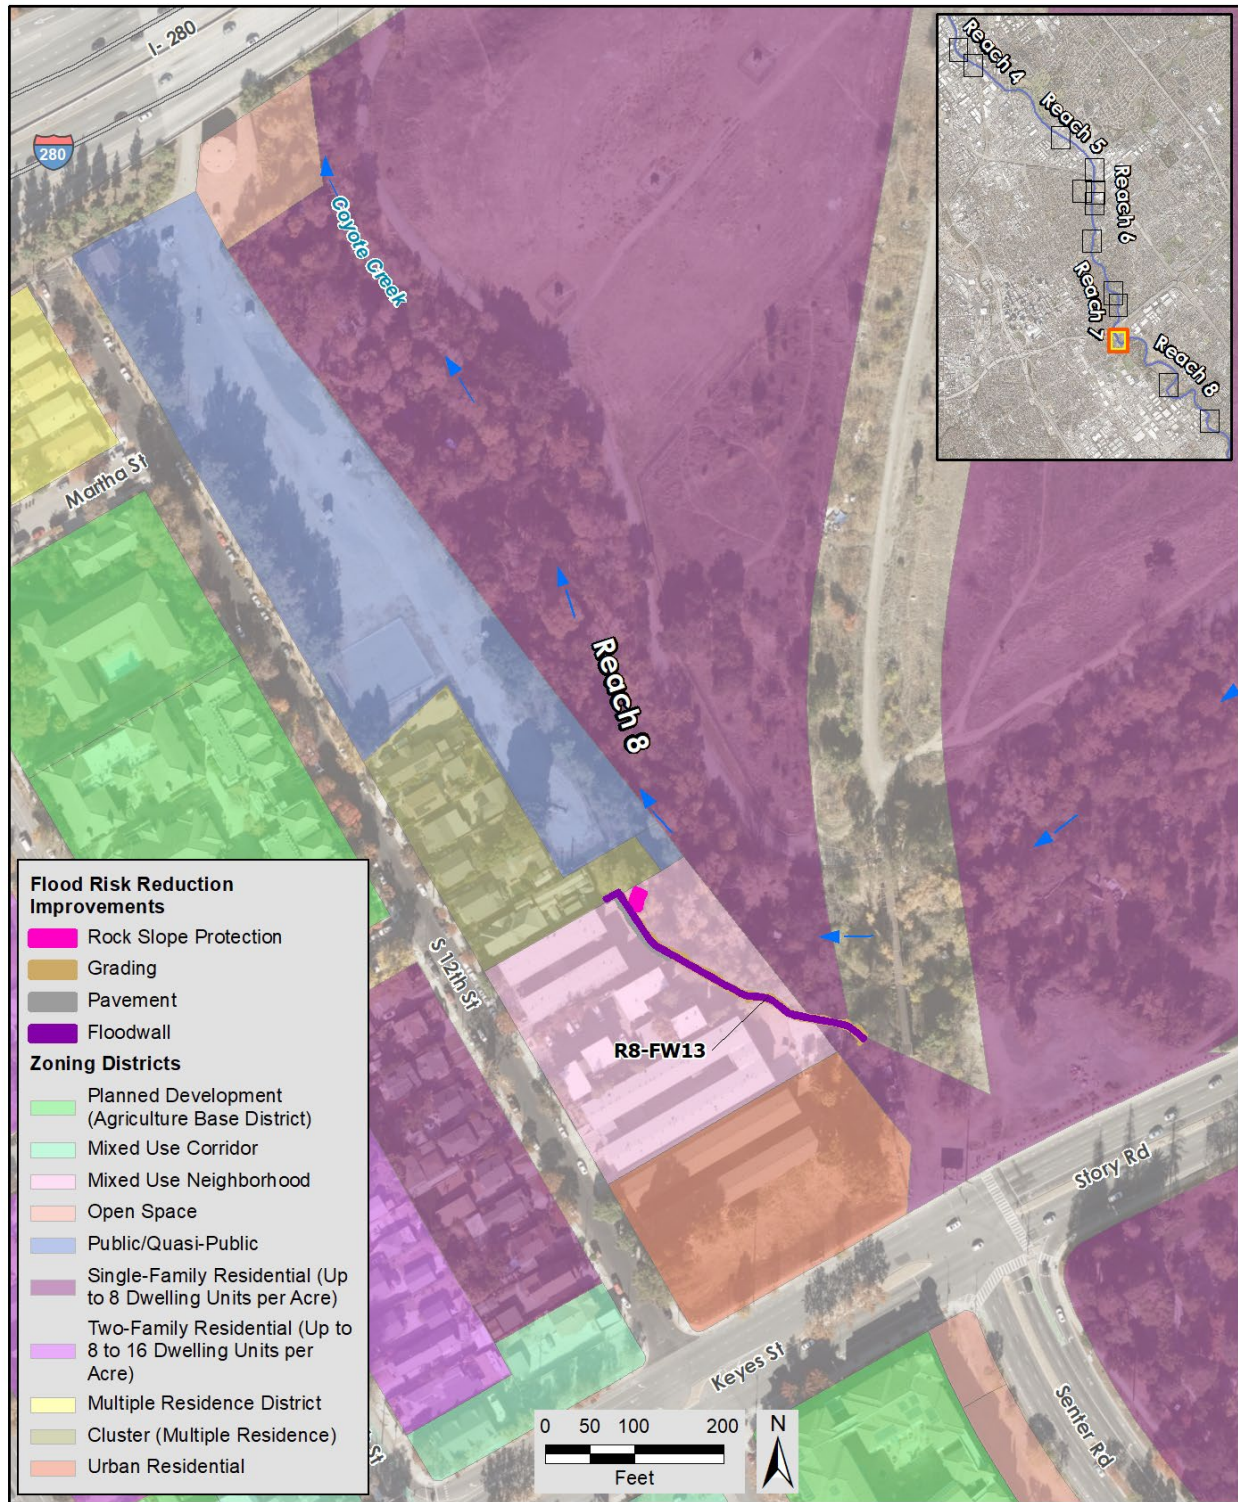 I- 280
280
Coyote Creek
Reach 4
Reach 5
Reach 6
Reach 7
Reach 8
Martha St
Reach 8
S 12th St
R8-FW13
Story Rd
Keyes St
Senter Rd
St
Flood Risk Reduction
Improvements
Rock Slope Protection
Grading
Pavement
Floodwall
Zoning Districts
Planned Development
(Agriculture Base District)
Mixed Use Corridor
Mixed Use Neighborhood
Open Space
Public/Quasi-Public
Single-Family Residential (Up
to 8 Dwelling Units per Acre)
Two-Family Residential (Up to
8 to 16 Dwelling Units per
Acre)
Multiple Residence District
Cluster (Multiple Residence)
Urban Residential
0 50 100 200
Feet
N